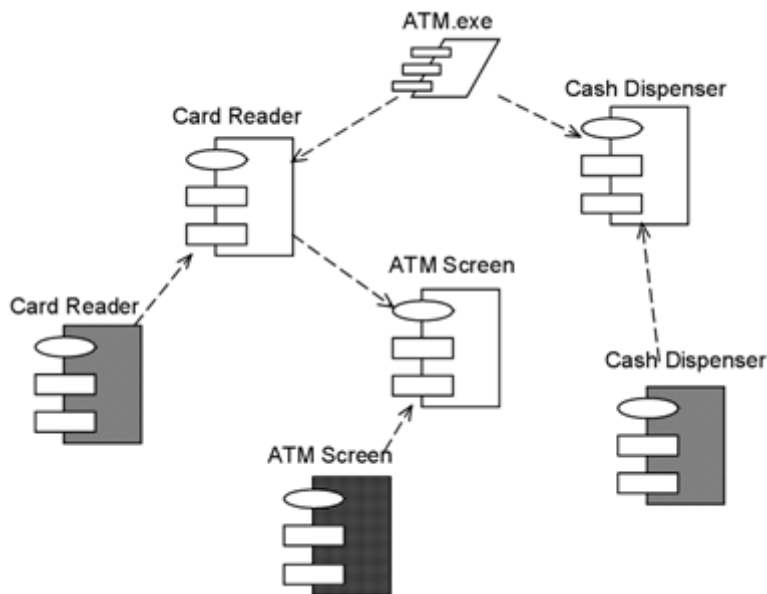 ATM.exe
Cash Dispenser
Card Reader
ATM Screen
Card Reader
Cash Dispenser
ATM Screen